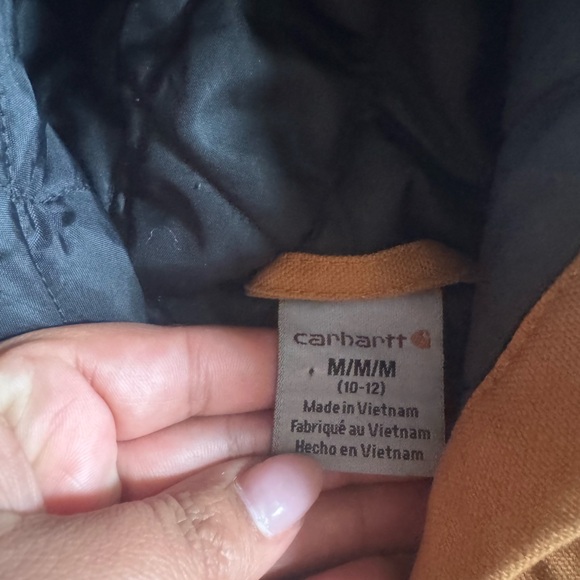 carhartt
M/M/M
(10-12)
Made in Vietnam
Fabriqué au Vietnam
Hecho en Vietnam